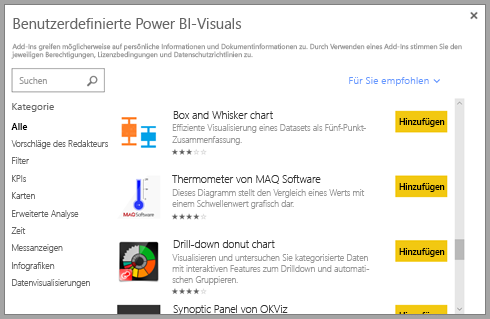 Benutzerdefinierte Power BI-Visuals
Add-Ins greifen möglicherweise auf persönliche Informationen und Dokumentinformationen zu. Durch Verwenden eines Add-Ins stimmen Sie den
jeweiligen Berechtigungen, Lizenzbedingungen und Datenschutzrichtlinien zu.
Suchen
Für Sie empfohlen
Kategorie
Alle
Vorschläge des Redakteurs
Filter
KPIs
Karten
Erweiterte Analyse
Zeit
Messanzeigen
Infografiken
Datenvisualisierungen
Box and Whisker chart
Effiziente Visualisierung eines Datasets als Fünf-Punkt-
Zusammenfassung.
Hinzufügen
MAQSoftware
Thermometer von MAQ Software
Dieses Diagramm stellt den Vergleich eines Werts mit
einem Schwellenwert grafisch dar.
Hinzufügen
Drill-down donut chart
Visualisieren und untersuchen Sie kategorisierte Daten
mit interaktiven Features zum Drilldown und automati-
schen Gruppieren.
Hinzufügen
Synoptic Panel von OKViz
Hinzufügen